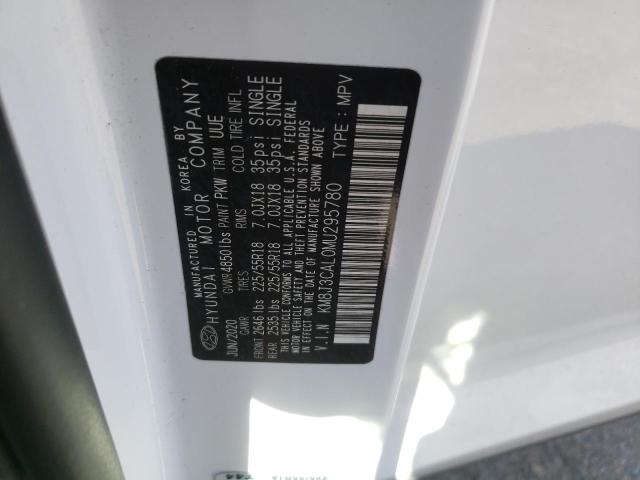 MANUFACTURED IN KOREA BY
HYUNDAI MOTOR COMPANY
JUN/2020 GVWR 4850 lbs PAINT PKW TRIM UUE
GAWR TIRES RIMS COLD TIRE INFL
FRONT 2646 lbs 225/55R18 7.0JX18 35psi SINGLE
REAR 2535 lbs 225/55R18 7.0JX18 35psi SINGLE
THIS VEHICLE CONFORMS TO ALL APPLICABLE U.S.A. FEDERAL
MOTOR VEHICLE SAFETY AND THEFT PREVENTION STANDARDS
IN EFFECT ON THE DATE OF MANUFACTURE SHOWN ABOVE.
V.I.N KM8J3CAL0MU295780 TYPE : MPV